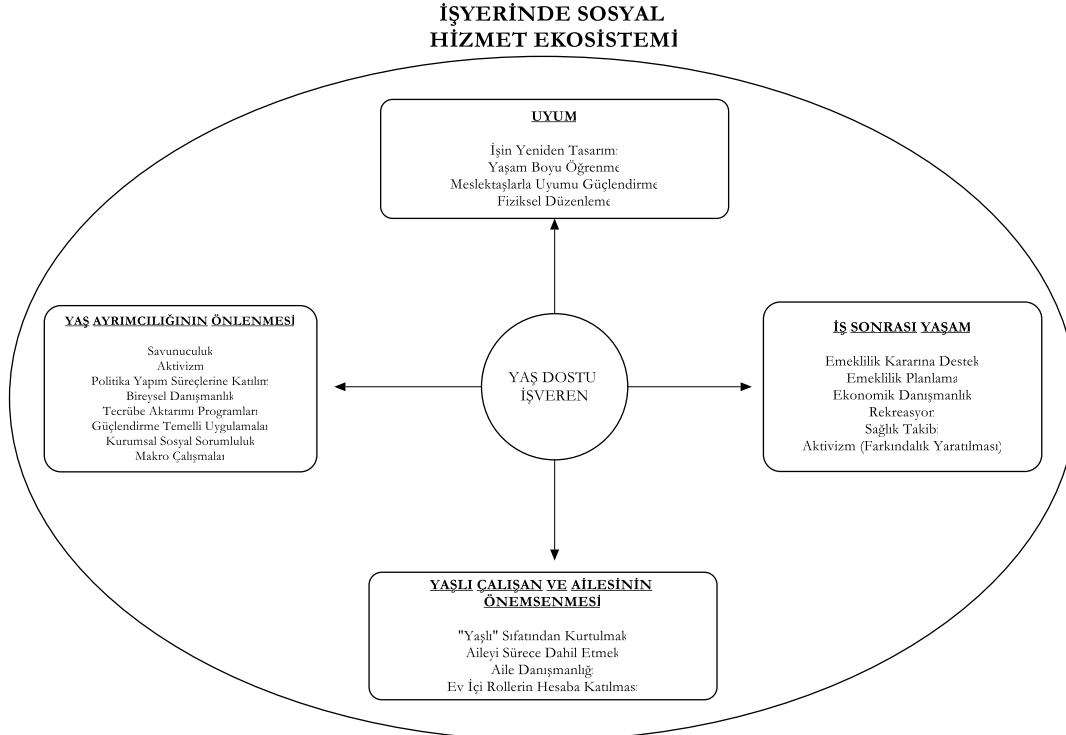 İŞYERİNDE SOSYAL
HİZMET EKOSİSTEMİ
UYUM
İşin Yeniden Tasarımı
Yaşam Boyu Öğrenme
Meslektaşlarla Uyumu Güçlendirme
Fiziksel Düzenleme
YAŞ AYRIMCILIĞININ ÖNLENMESİ
Savunuculuk
Aktivizm
Politika Yapım Süreçlerine Katılım
Bireysel Danışmanlık
Tecrübe Aktarımı Programları
Güçlendirme Temelli Uygulamalar
Kurumsal Sosyal Sorumluluk
Makro Çalışmalar
YAŞ DOSTU
İŞVEREN
İŞ SONRASI YAŞAM
Emeklilik Kararına Destek
Emeklilik Planlama
Ekonomik Danışmanlık
Rekreasyon
Sağlık Takibi
Aktivizm (Farkındalık Yaratılması)
YAŞLI ÇALIŞAN VE AİLESİNİN
ÖNEMSENMESİ
"Yaşlı" Sıfatından Kurtulmak
Aileyi Sürece Dahil Etmek
Aile Danışmanlığı
Ev İçi Rollerin Hesaba Katılması